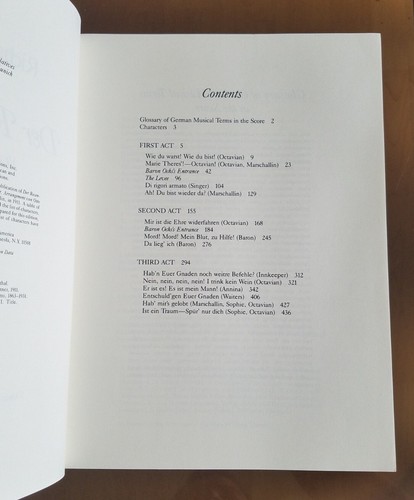 Contents
Glossary of German Musical Terms in the Score 2
Characters 3
FIRST ACT 5
Wie du warst! Wie du bist! (Octavian) 9
Marie Theres'!—Octavian! (Octavian, Marschallin) 23
Baron Ochs's Entrance 42
The Levee 96
Di rigori armato (Singer) 104
Ah! Du bist wieder da! (Marschallin) 129
SECOND ACT 155
Mir ist die Ehre widerfahren (Octavian) 168
Baron Ochs's Entrance 184
Mord! Mord! Mein Blut, zu Hilfe! (Baron) 245
Da lieg' ich (Baron) 276
THIRD ACT 294
Hab'n Euer Gnaden noch weitre Befehle? (Innkeeper) 312
Nein, nein, nein, nein! I trink kein Wein (Octavian) 321
Er ist es! Es ist mein Mann! (Annina) 342
Entschuld'gen Euer Gnaden (Waiters) 406
Hab' mir's gelobt (Marschallin, Sophie, Octavian) 427
Ist ein Traum—Spür' nur dich (Sophie, Octavian) 436